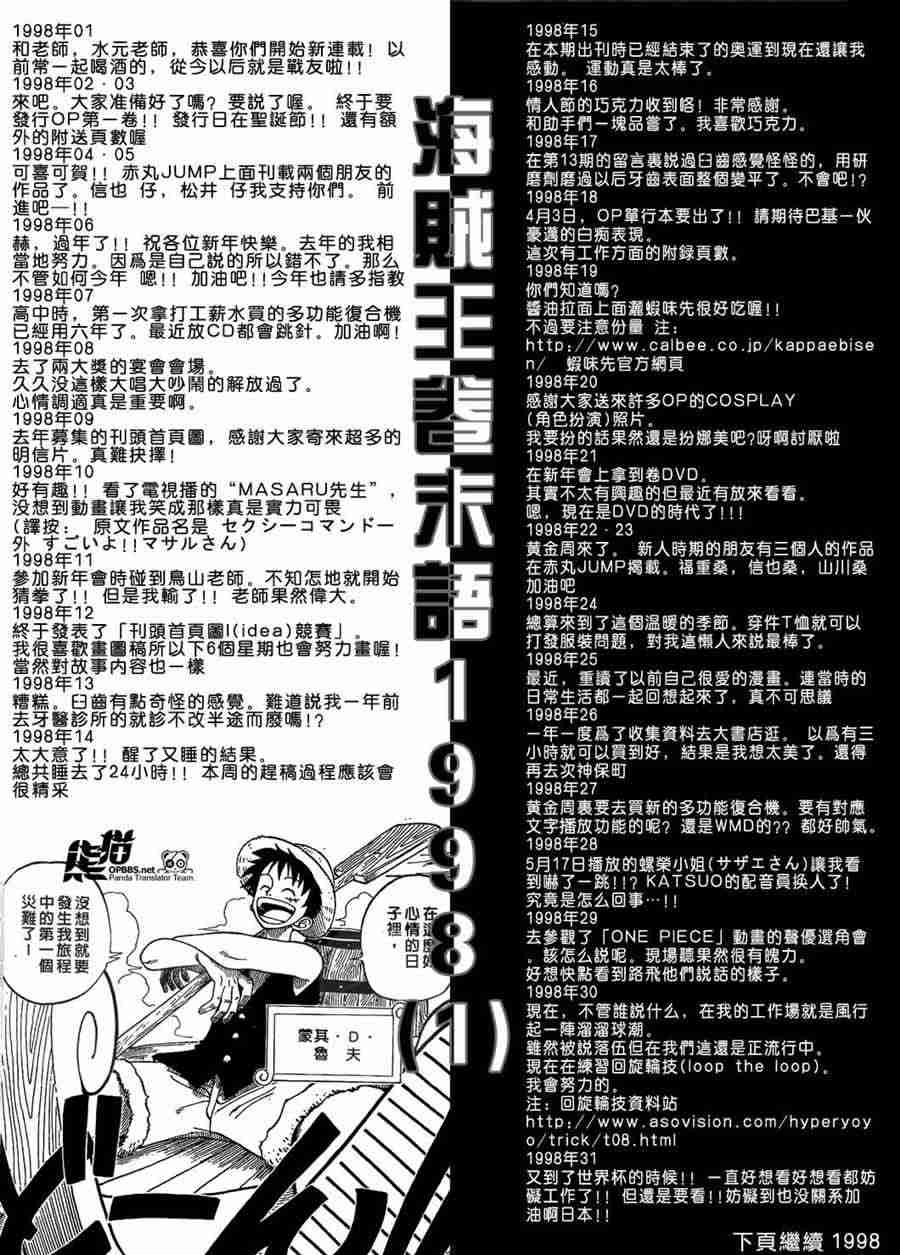 1998年01
和老師，水元老師，恭喜你們開始新連載！以
前常一起喝酒的，從今以后就是戰友啦!!
1998年02·03
來吧。大家准備好了嗎？要説了喔。 終于要
發行OP第一卷!! 發行日在聖誕節!! 還有額
外的附送頁數喔
1998年04·05
可喜可賀!! 赤丸JUMP上面刊載兩個朋友的
作品了。信也 仔，松井 仔我支持你們。 前
進吧—!!
1998年06
赫，過年了!! 祝各位新年快樂。去年的我相
當地努力。因爲是自己説的所以錯不了。那么
不管如何今年 嗯!! 加油吧!!今年也請多指教
1998年07
高中時，第一次拿打工薪水買的多功能復合機
已經用六年了。最近放CD都會跳針。加油啊!
1998年08
去了兩大獎的宴會會場。
久久没這樣大唱大吵鬧的解放過了。
心情調適真是重要啊。
1998年09
去年募集的刊頭首頁圖，感謝大家寄來超多的
明信片。真難抉擇!
1998年10
好有趣!! 看了電視播的“MASARU先生”，
没想到動畫讓我笑成那樣真是實力可畏
(譯按： 原文作品名是 セクシーコマンドー
外 すごいよ!!マサルさん)
1998年11
參加新年會時碰到鳥山老師。不知怎地就開始
猜拳了!! 但是我輸了!! 老師果然偉大。
1998年12
終于發表了「刊頭首頁圖I(idea)競賽」。
我很喜歡畫圖稿所以下6個星期也會努力畫喔!
當然對故事内容也一樣
1998年13
糟糕。臼齒有點奇怪的感覺。難道説我一年前
去牙醫診所的就診不改半途而廢嗎!?
1998年14
太大意了!! 醒了又睡的結果。
總共睡去了24小時!! 本周的趕稿過程應該會
很精采
熊猫
OPBBS.net
Panda Translator Team.
在這麽好
心情的日
子裡，
没想到就要
發生我旅程
中的第一個
災難了—
蒙其·D·
魯夫
海賊王卷末語1998(1)
1998年15
在本期出刊時已經結束了的奥運到現在還讓我
感動。 運動真是太棒了。
1998年16
情人節的巧克力收到咯! 非常感謝。
和助手們一塊品嘗了。我喜歡巧克力。
1998年17
在第13期的留言裏説過臼齒感覺怪怪的，用研
磨劑磨過以后牙齒表面整個變平了。不會吧!?
1998年18
4月3日，OP單行本要出了!! 請期待巴基一伙
豪邁的白痴表現。
這次有工作方面的附録頁數。
1998年19
你們知道嗎?
醬油拉面上面灑蝦味先很好吃喔!!
不過要注意份量 注：
http://www.calbee.co.jp/kappaebise
n/ 蝦味先官方網頁
1998年20
感謝大家送來許多OP的COSPLAY
(角色扮演)照片。
我要扮的話果然還是扮娜美吧?呀啊討厭啦
1998年21
在新年會上拿到卷DVD。
其實不太有興趣的但最近有放來看看。
嗯，現在是DVD的時代了!!!
1998年22·23
黄金周來了。 新人時期的朋友有三個人的作品
在赤丸JUMP揭載。福重桑，信也桑，山川桑
加油吧
1998年24
總算來到了這個温暖的季節。穿件T恤就可以
打發服裝問題，對我這懶人來説最棒了。
1998年25
最近，重讀了以前自己很愛的漫畫。連當時的
日常生活都一起回想起來了，真不可思議
1998年26
一年一度爲了收集資料去大書店逛。 以爲有三
小時就可以買到好，結果是我想太美了。還得
再去次神保町
1998年27
黄金周裏要去買新的多功能復合機。要有對應
文字播放功能的呢? 還是WMD的?? 都好帥氣。
1998年28
5月17日播放的螺榮小姐(サザエさん)讓我看
到嚇了一跳!!? KATSUO的配音員换人了!
究竟是怎么回事…!!
1998年29
去參觀了「ONE PIECE」動畫的聲優選角會
。該怎么説呢。現場聽果然很有魄力。
好想快點看到路飛他們説話的樣子。
1998年30
現在，不管誰説什么，在我的工作場就是風行
起一陣溜溜球潮。
雖然被説落伍但在我們這還是正流行中。
現在在練習回旋輪技(loop the loop)。
我會努力的。
注：回旋輪技資料站
http://www.asovision.com/hyperyoy
o/trick/t08.html
1998年31
又到了世界杯的時候!! 一直好想看好想看都妨
礙工作了!! 但還是要看!!妨礙到也没關系加
油啊日本!!
下頁繼續 1998